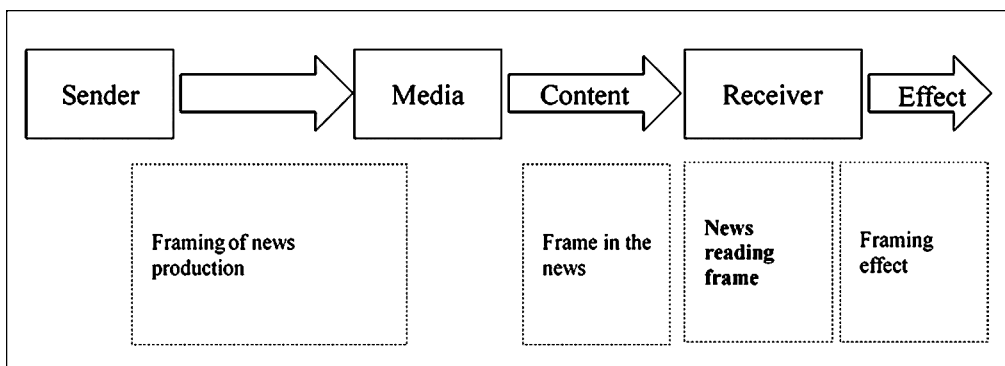 Sender
Media
Content
Receiver
Effect
Framing of news
production
Frame in the
news
News
reading
frame
Framing
effect